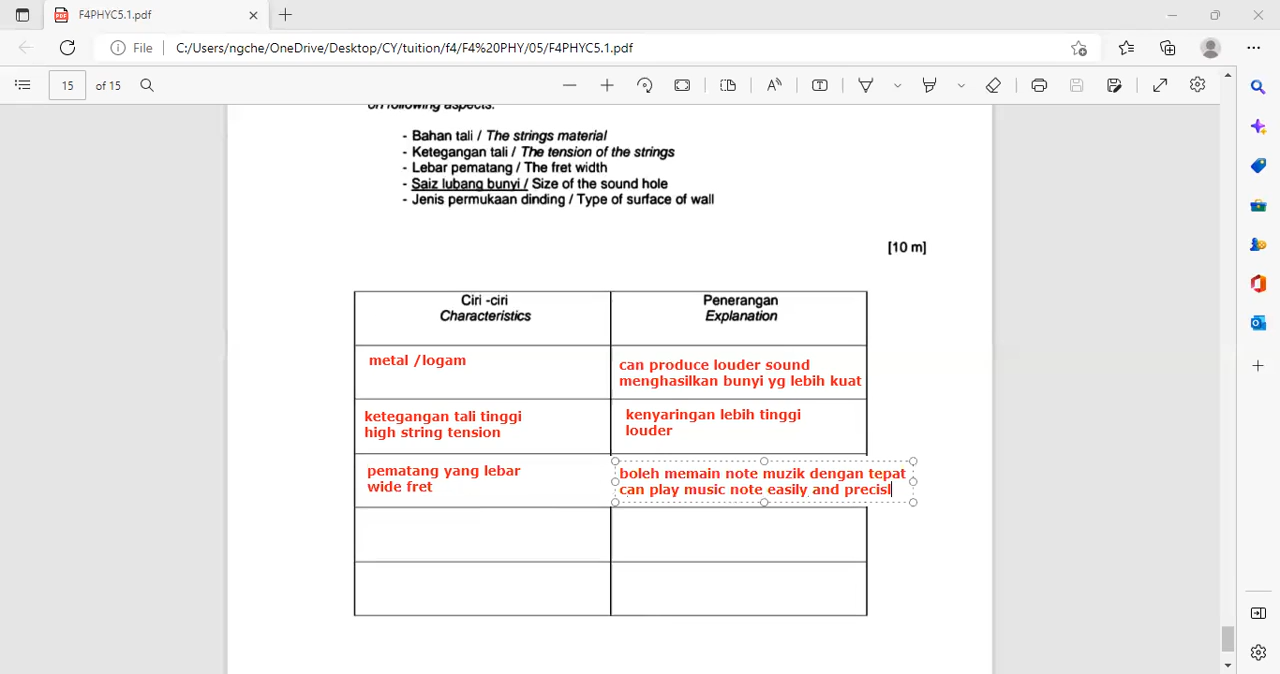 F4PHYC5.1.pdf
File
C:/Users/ngche/OneDrive/Desktop/CY/tuition/f4/F4%20PHY/05/F4PHYC5.1.pdf
15
of 15
on following aspects:
- Bahan tali / The strings material
- Ketegangan tali / The tension of the strings
- Lebar pematang / The fret width
- Saiz lubang bunyi / Size of the sound hole
- Jenis permukaan dinding / Type of surface of wall
[10 m]
Ciri -ciri
Characteristics
Penerangan
Explanation
metal /logam
can produce louder sound
menghasilkan bunyi yg lebih kuat
ketegangan tali tinggi
high string tension
kenyaringan lebih tinggi
louder
pematang yang lebar
wide fret
boleh memain note muzik dengan tepat
can play music note easily and precisl